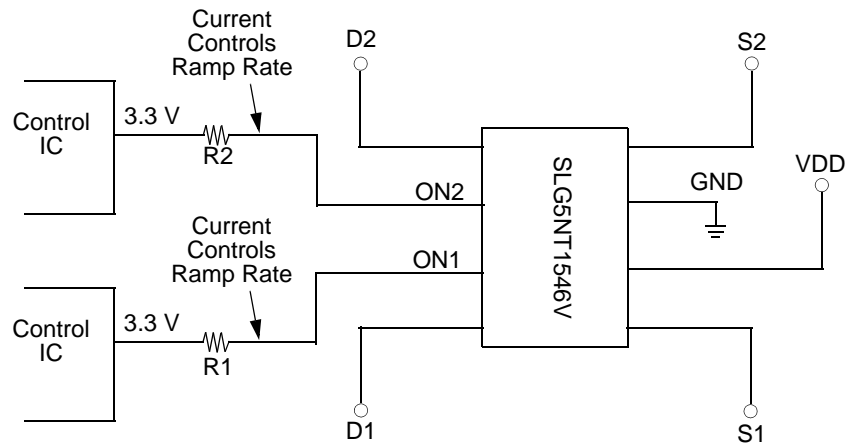 Current
Controls
Ramp Rate
D2
S2
Control
IC
3.3 V
R2
ON2
SLG5NT1546V
GND
VDD
Current
Controls
Ramp Rate
ON1
Control
IC
3.3 V
R1
D1
S1